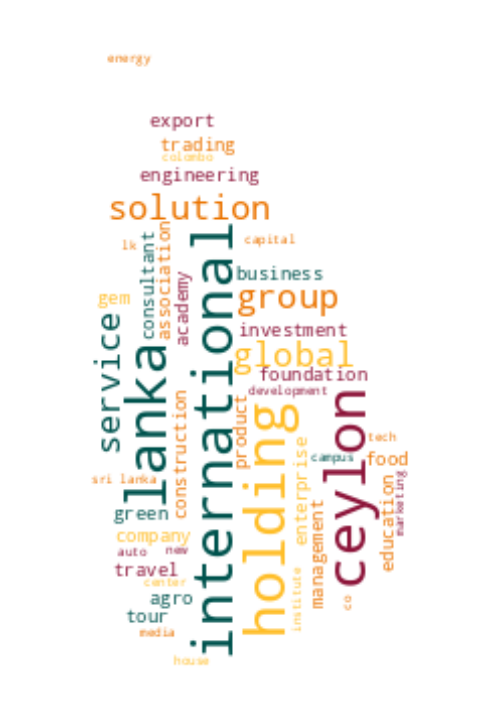 energy
export
trading
colombo
engineering
solution
lk
consultant
association
international
capital
gem
academy
business
group
service
lanka
investment
global
foundation
development
construction
product
holding
ceylon
enterprise
campus
tech
food
sri lanka
green
management
education
marketing
company
auto
new
travel
center
agro
institute
co
tour
media
house